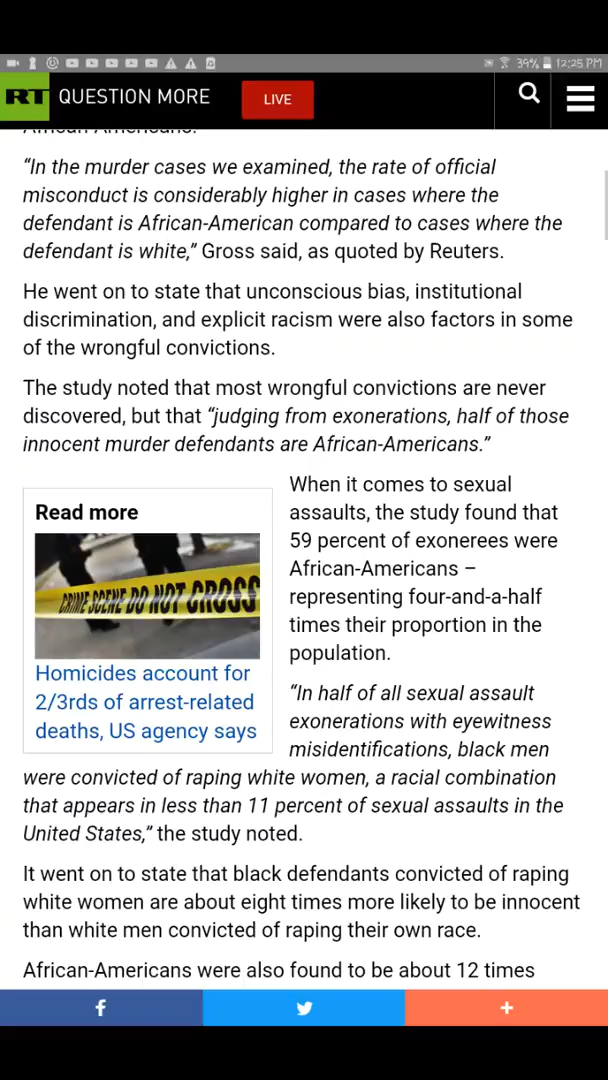 39% 12:25 PM
RT QUESTION MORE LIVE
African-Americans.
“In the murder cases we examined, the rate of official
misconduct is considerably higher in cases where the
defendant is African-American compared to cases where the
defendant is white,” Gross said, as quoted by Reuters.
He went on to state that unconscious bias, institutional
discrimination, and explicit racism were also factors in some
of the wrongful convictions.
The study noted that most wrongful convictions are never
discovered, but that “judging from exonerations, half of those
innocent murder defendants are African-Americans.”
Read more
CRIME SCENE DO NOT CROSS
Homicides account for
2/3rds of arrest-related
deaths, US agency says
When it comes to sexual
assaults, the study found that
59 percent of exonerees were
African-Americans –
representing four-and-a-half
times their proportion in the
population.
“In half of all sexual assault
exonerations with eyewitness
misidentifications, black men
were convicted of raping white women, a racial combination
that appears in less than 11 percent of sexual assaults in the
United States,” the study noted.
It went on to state that black defendants convicted of raping
white women are about eight times more likely to be innocent
than white men convicted of raping their own race.
African-Americans were also found to be about 12 times